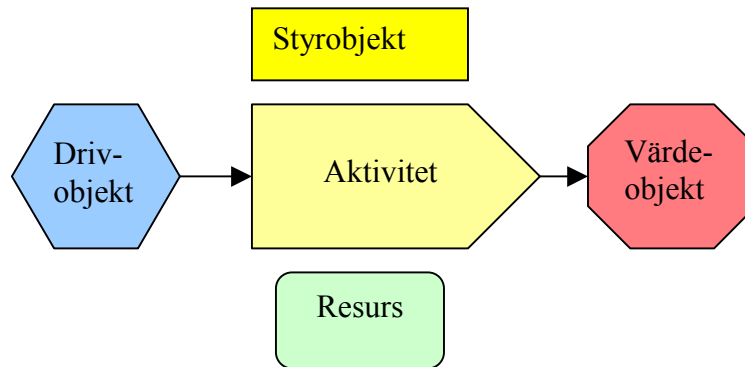 Styrobjekt
Driv-
objekt
Aktivitet
Värde-
objekt
Resurs